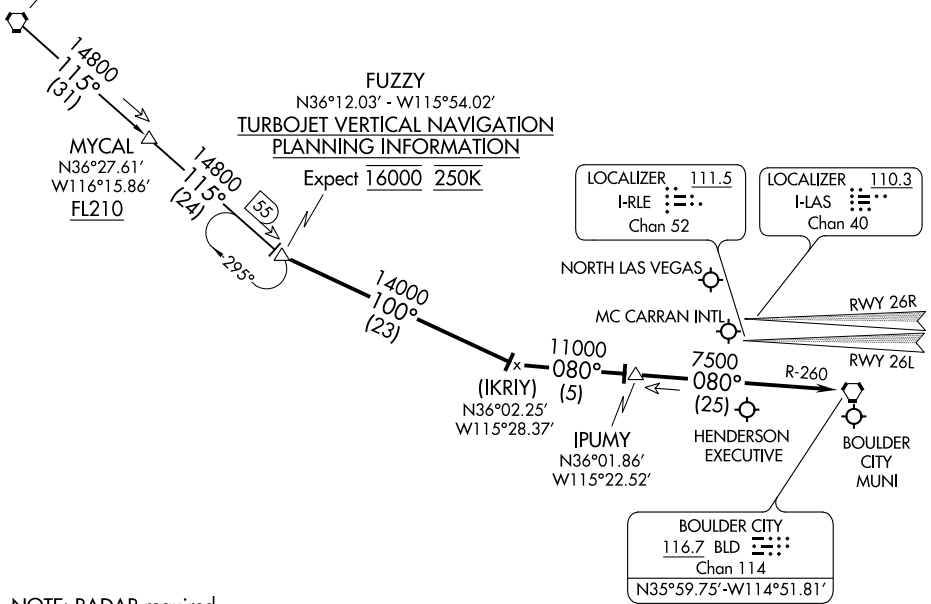 14800
115°
(31)
MYCAL
N36°27.61'
W116°15.86'
FL210
14800
115°
(24)
55
295°
FUZZY
N36°12.03' - W115°54.02'
TURBOJET VERTICAL NAVIGATION
PLANNING INFORMATION
Expect 16000 250K
14000
100°
(23)
(IKRIY)
N36°02.25'
W115°28.37'
x
11000
080°
(5)
IPUMY
N36°01.86'
W115°22.52'
LOCALIZER 111.5
I-RLE
Chan 52
LOCALIZER 110.3
I-LAS
Chan 40
NORTH LAS VEGAS
MC CARRAN INTL
RWY 26R
RWY 26L
7500
080°
(25)
R-260
HENDERSON
EXECUTIVE
BOULDER
CITY
MUNI
BOULDER CITY
116.7 BLD
Chan 114
N35°59.75'-W114°51.81'
NOTE: RADAR required